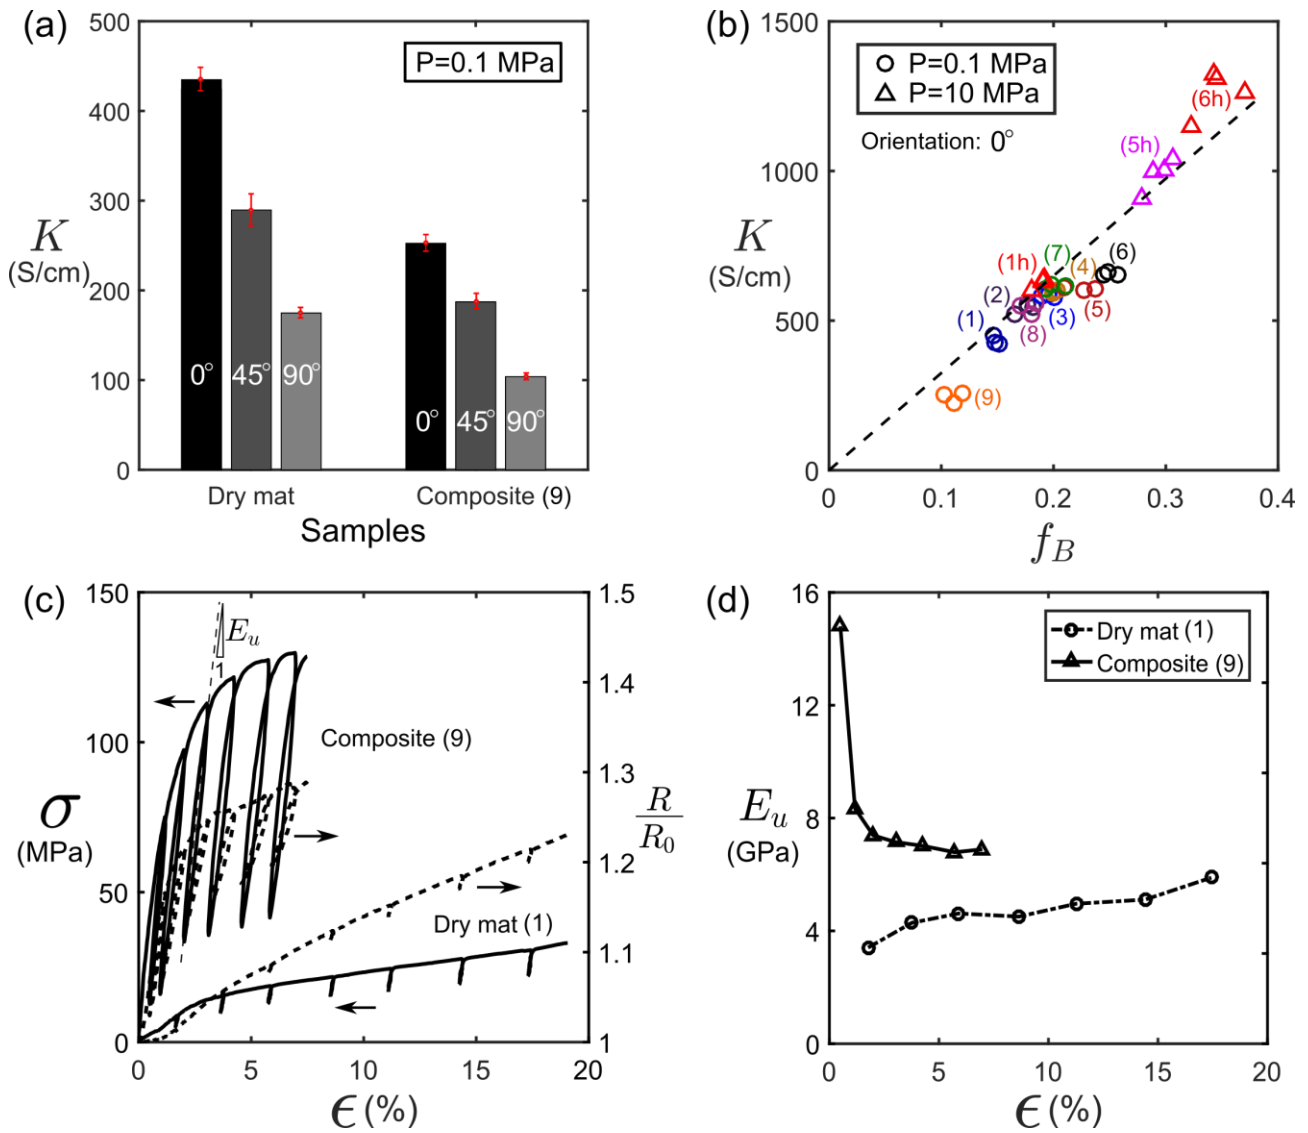 (a)
500
400
300
200
100
0
K
(S/cm)
P=0.1 MPa
0°
45°
90°
0°
45°
90°
Dry mat
Composite (9)
Samples
(b)
1500
1000
500
0
K
(S/cm)
P=0.1 MPa
P=10 MPa
Orientation: 0°
(6h)
(5h)
(7)
(1h)
(4)
(6)
(2)
(1)
(5)
(3)
(8)
(9)
0
0.1
0.2
0.3
0.4
f_B
(c)
150
100
50
0
σ
(MPa)
E_u
1
Composite (9)
Dry mat (1)
1.5
1.4
1.3
1.2
1.1
1
R
R_0
0
5
10
15
20
ϵ (%)
(d)
16
12
8
4
0
E_u
(GPa)
Dry mat (1)
Composite (9)
0
5
10
15
20
ϵ (%)